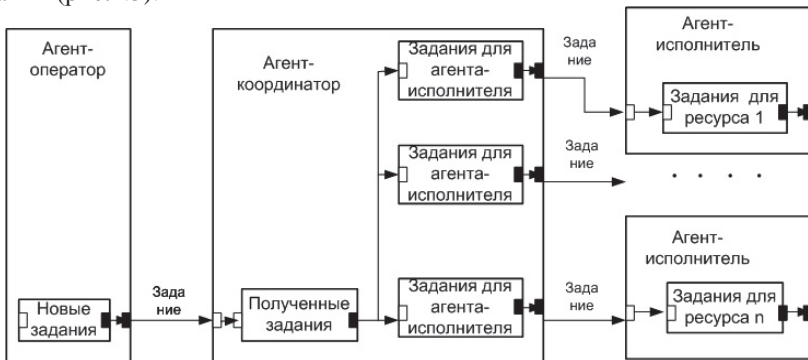 Агент-
оператор
Новые
задания
Зада
ние
Агент-
координатор
Полученные
задания
Задания для
агента-
исполнителя
Задания для
агента-
исполнителя
Задания для
агента-
исполнителя
Зада
ние
Зада
ние
Зада
ние
Агент-
исполнитель
Задания для
ресурса 1
. . . .
Агент-
исполнитель
Задания для
ресурса n